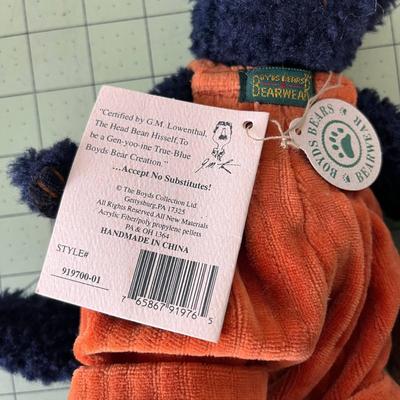 BOYDS BEARS
BEARWEAR
BOYDS BEARS
BEARWEAR
"Certified by G.M. Lowenthal,
The Head Bean Hisself, To
be a Gen-yoo-ine True-Blue
Boyds Bear Creation."
...Accept No Substitutes!
© The Boyds Collection Ltd.
Gettysburg, PA 17325
All Rights Reserved. All New Materials
Acrylic Fiber/poly propylene pellets
PA & OH 1364
HANDMADE IN CHINA
STYLE#
919700-01
7 65867 91976 5